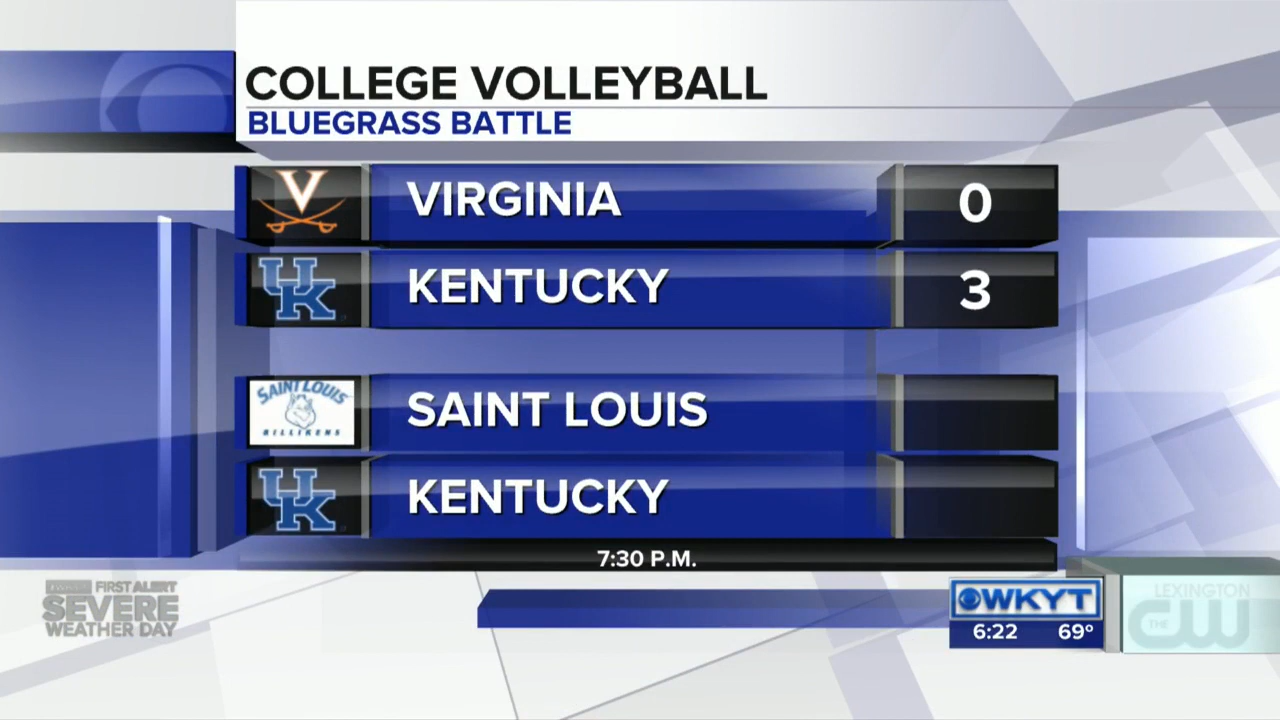 COLLEGE VOLLEYBALL
BLUEGRASS BATTLE
V VIRGINIA 0
UK KENTUCKY 3
SAINT LOUIS
BILLIKENS
SAINT LOUIS
UK KENTUCKY
7:30 P.M.
FIRST ALERT
SEVERE
WEATHER DAY
WKYT
6:22 69°
LEXINGTON
THE CW